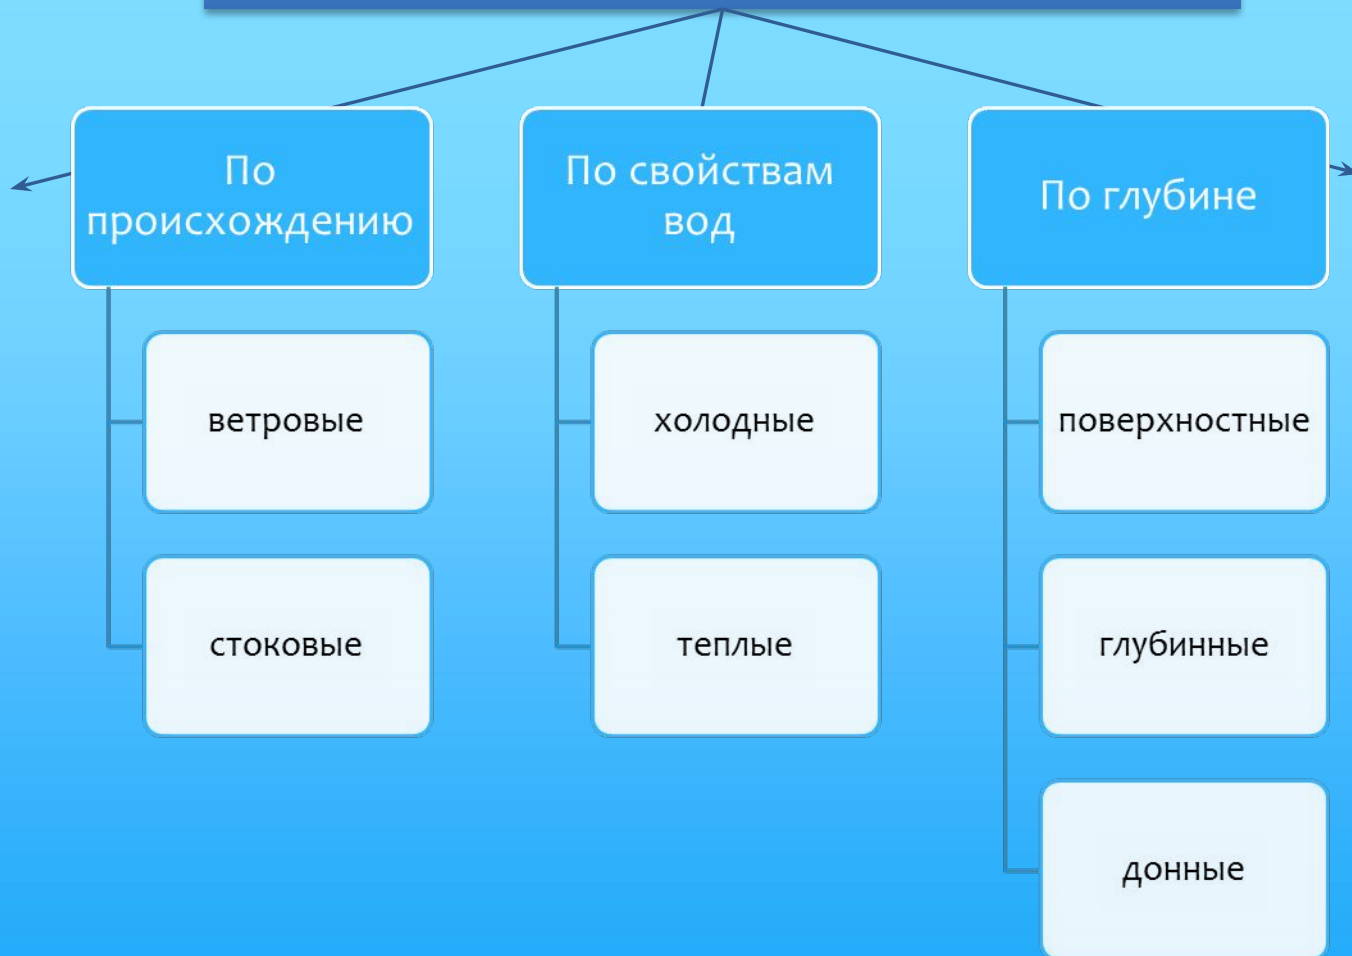 По
происхождению
ветровые
стоковые
По свойствам
вод
холодные
теплые
По глубине
поверхностные
глубинные
донные